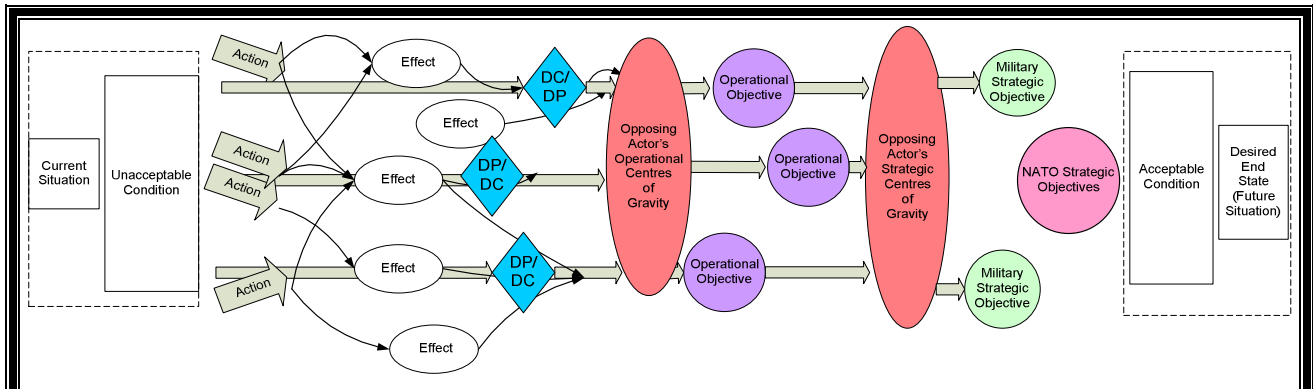 Current
Situation
Unacceptable
Condition
Action
Action
Action
Action
Effect
Effect
Effect
Effect
Effect
DC/
DP
DP/
DC
DP/
DC
Opposing
Actor's
Operational
Centres
of
Gravity
Operational
Objective
Operational
Objective
Operational
Objective
Opposing
Actor's
Strategic
Centres
of
Gravity
Military
Strategic
Objective
Military
Strategic
Objective
NATO Strategic
Objectives
Acceptable
Condition
Desired
End
State
(Future
Situation)